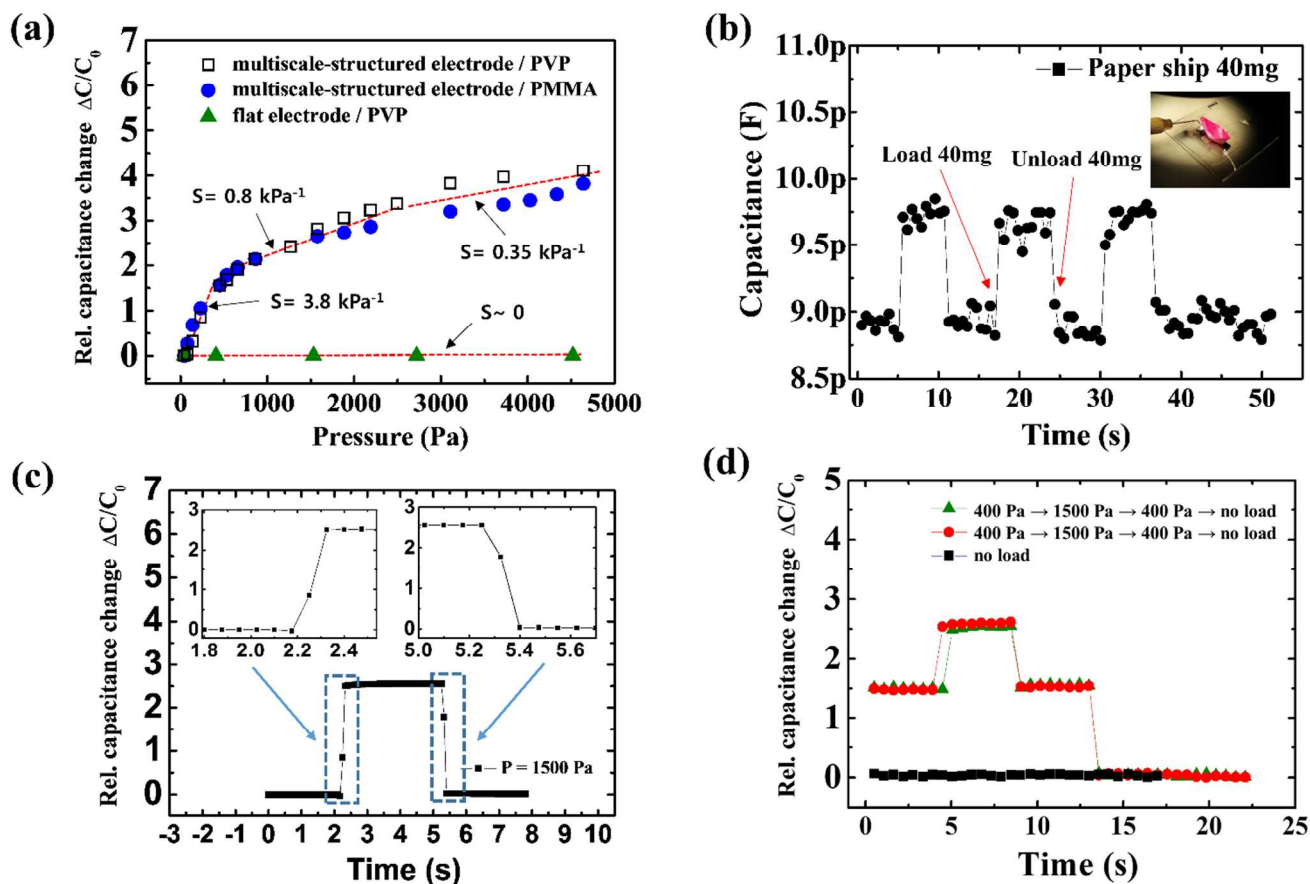 (a)
Rel. capacitance change ΔC/C₀
7
6
5
4
3
2
1
0
□ multiscale-structured electrode / PVP
● multiscale-structured electrode / PMMA
▲ flat electrode / PVP
S= 0.8 kPa⁻¹
S= 0.35 kPa⁻¹
S= 3.8 kPa⁻¹
S~ 0
0 1000 2000 3000 4000 5000
Pressure (Pa)
(b)
Capacitance (F)
11.0p
10.5p
10.0p
9.5p
9.0p
8.5p
Paper ship 40mg
Load 40mg
Unload 40mg
0 10 20 30 40 50
Time (s)
(c)
Rel. capacitance change ΔC/C₀
7
6
5
4
3
2
1
0
3
2
1
0
1.8 2.0 2.2 2.4
3
2
1
0
5.0 5.2 5.4 5.6
P = 1500 Pa
-3 -2 -1 0 1 2 3 4 5 6 7 8 9 10
Time (s)
(d)
Rel. capacitance change ΔC/C₀
5
4
3
2
1
0
400 Pa → 1500 Pa → 400 Pa → no load
400 Pa → 1500 Pa → 400 Pa → no load
no load
0 5 10 15 20 25
Time (s)